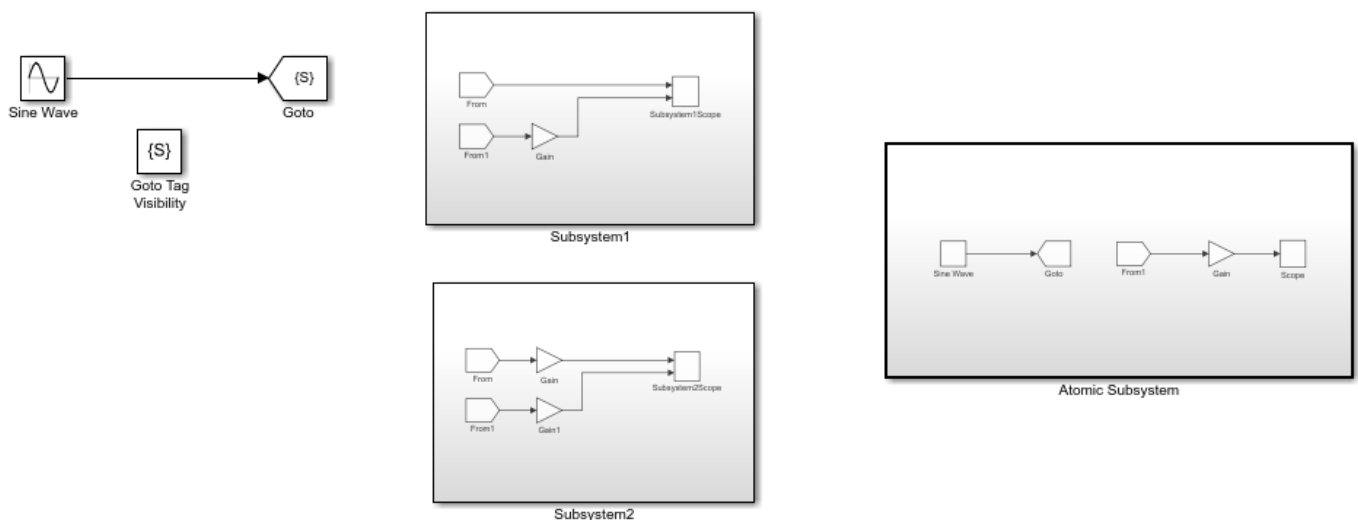 {S}
Sine Wave
Goto
{S}
Goto Tag
Visibility
From
Subsystem1Scope
From1
Gain
Subsystem1
From
Gain
Subsystem2Scope
From1
Gain1
Subsystem2
Sine Wave
Goto
From1
Gain
Scope
Atomic Subsystem